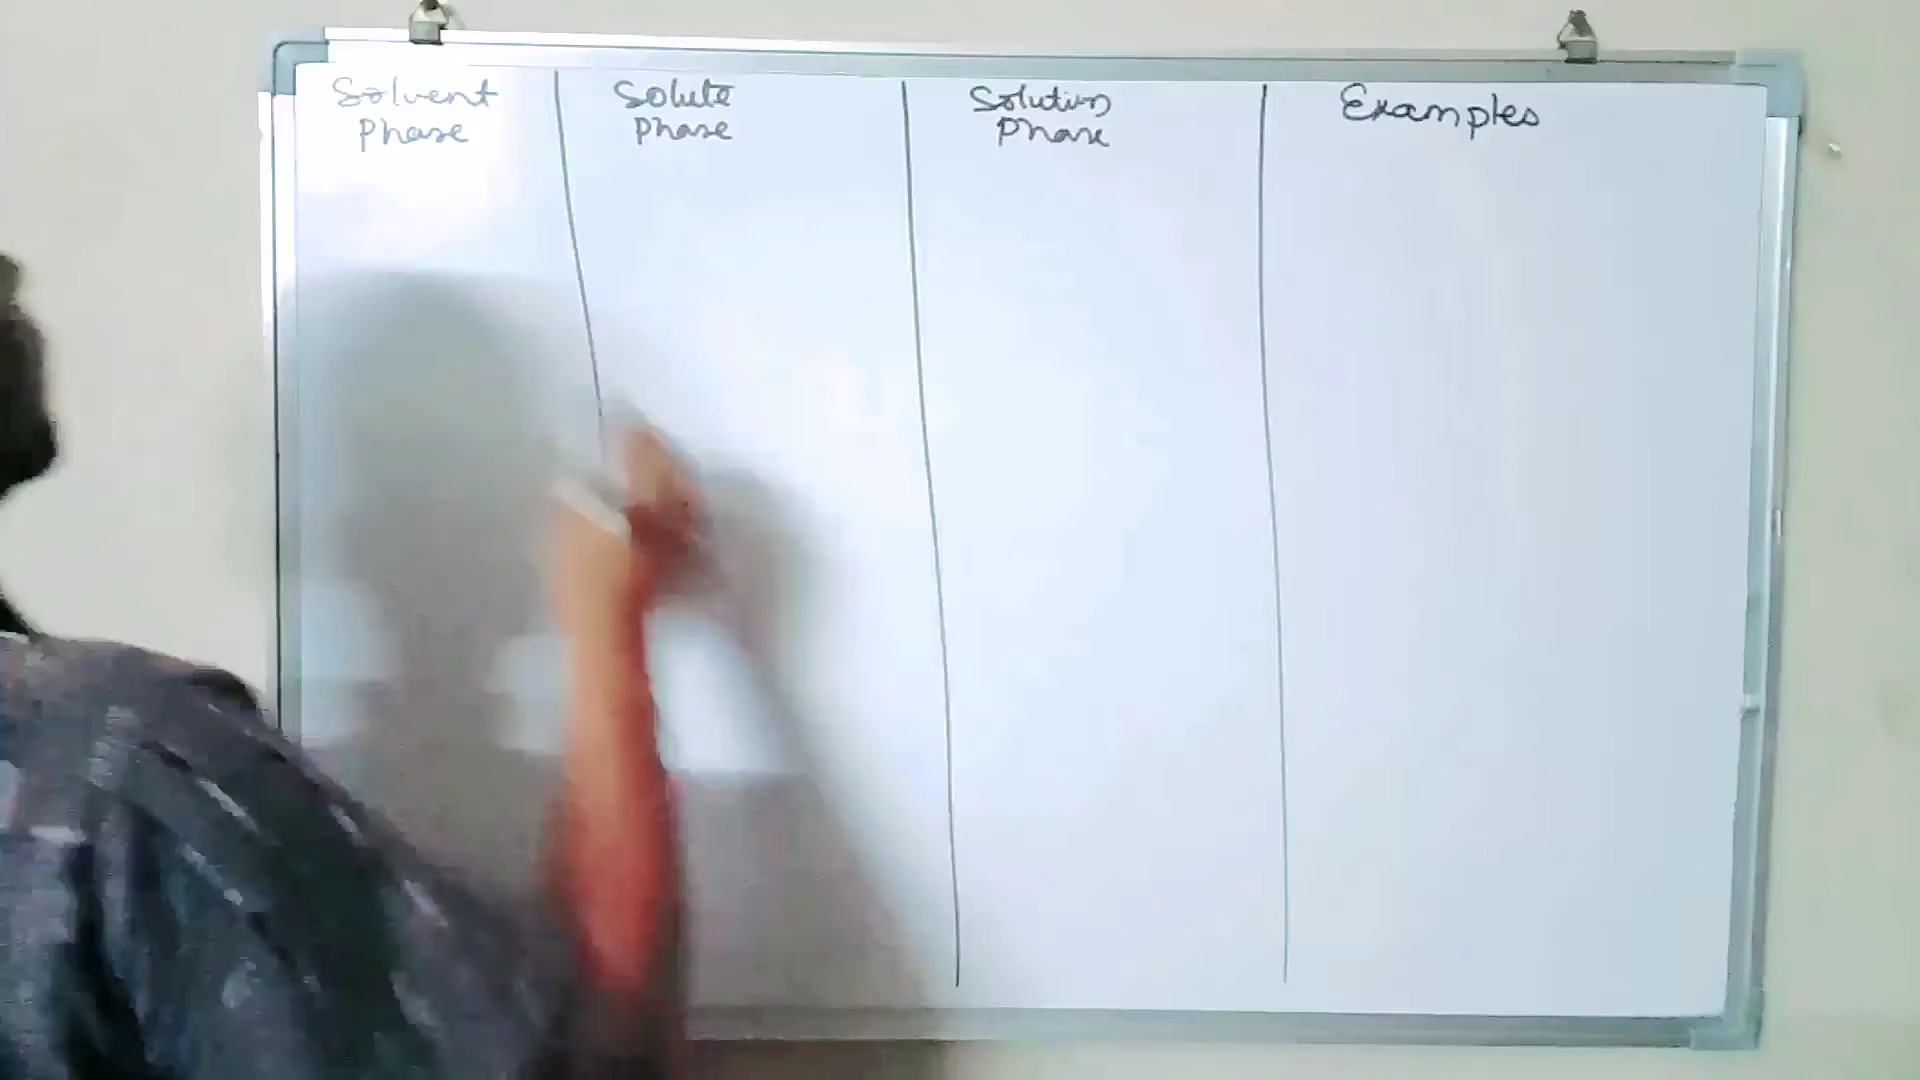 Solvent
Phase
Solute
phase
Solution
Phase
Examples